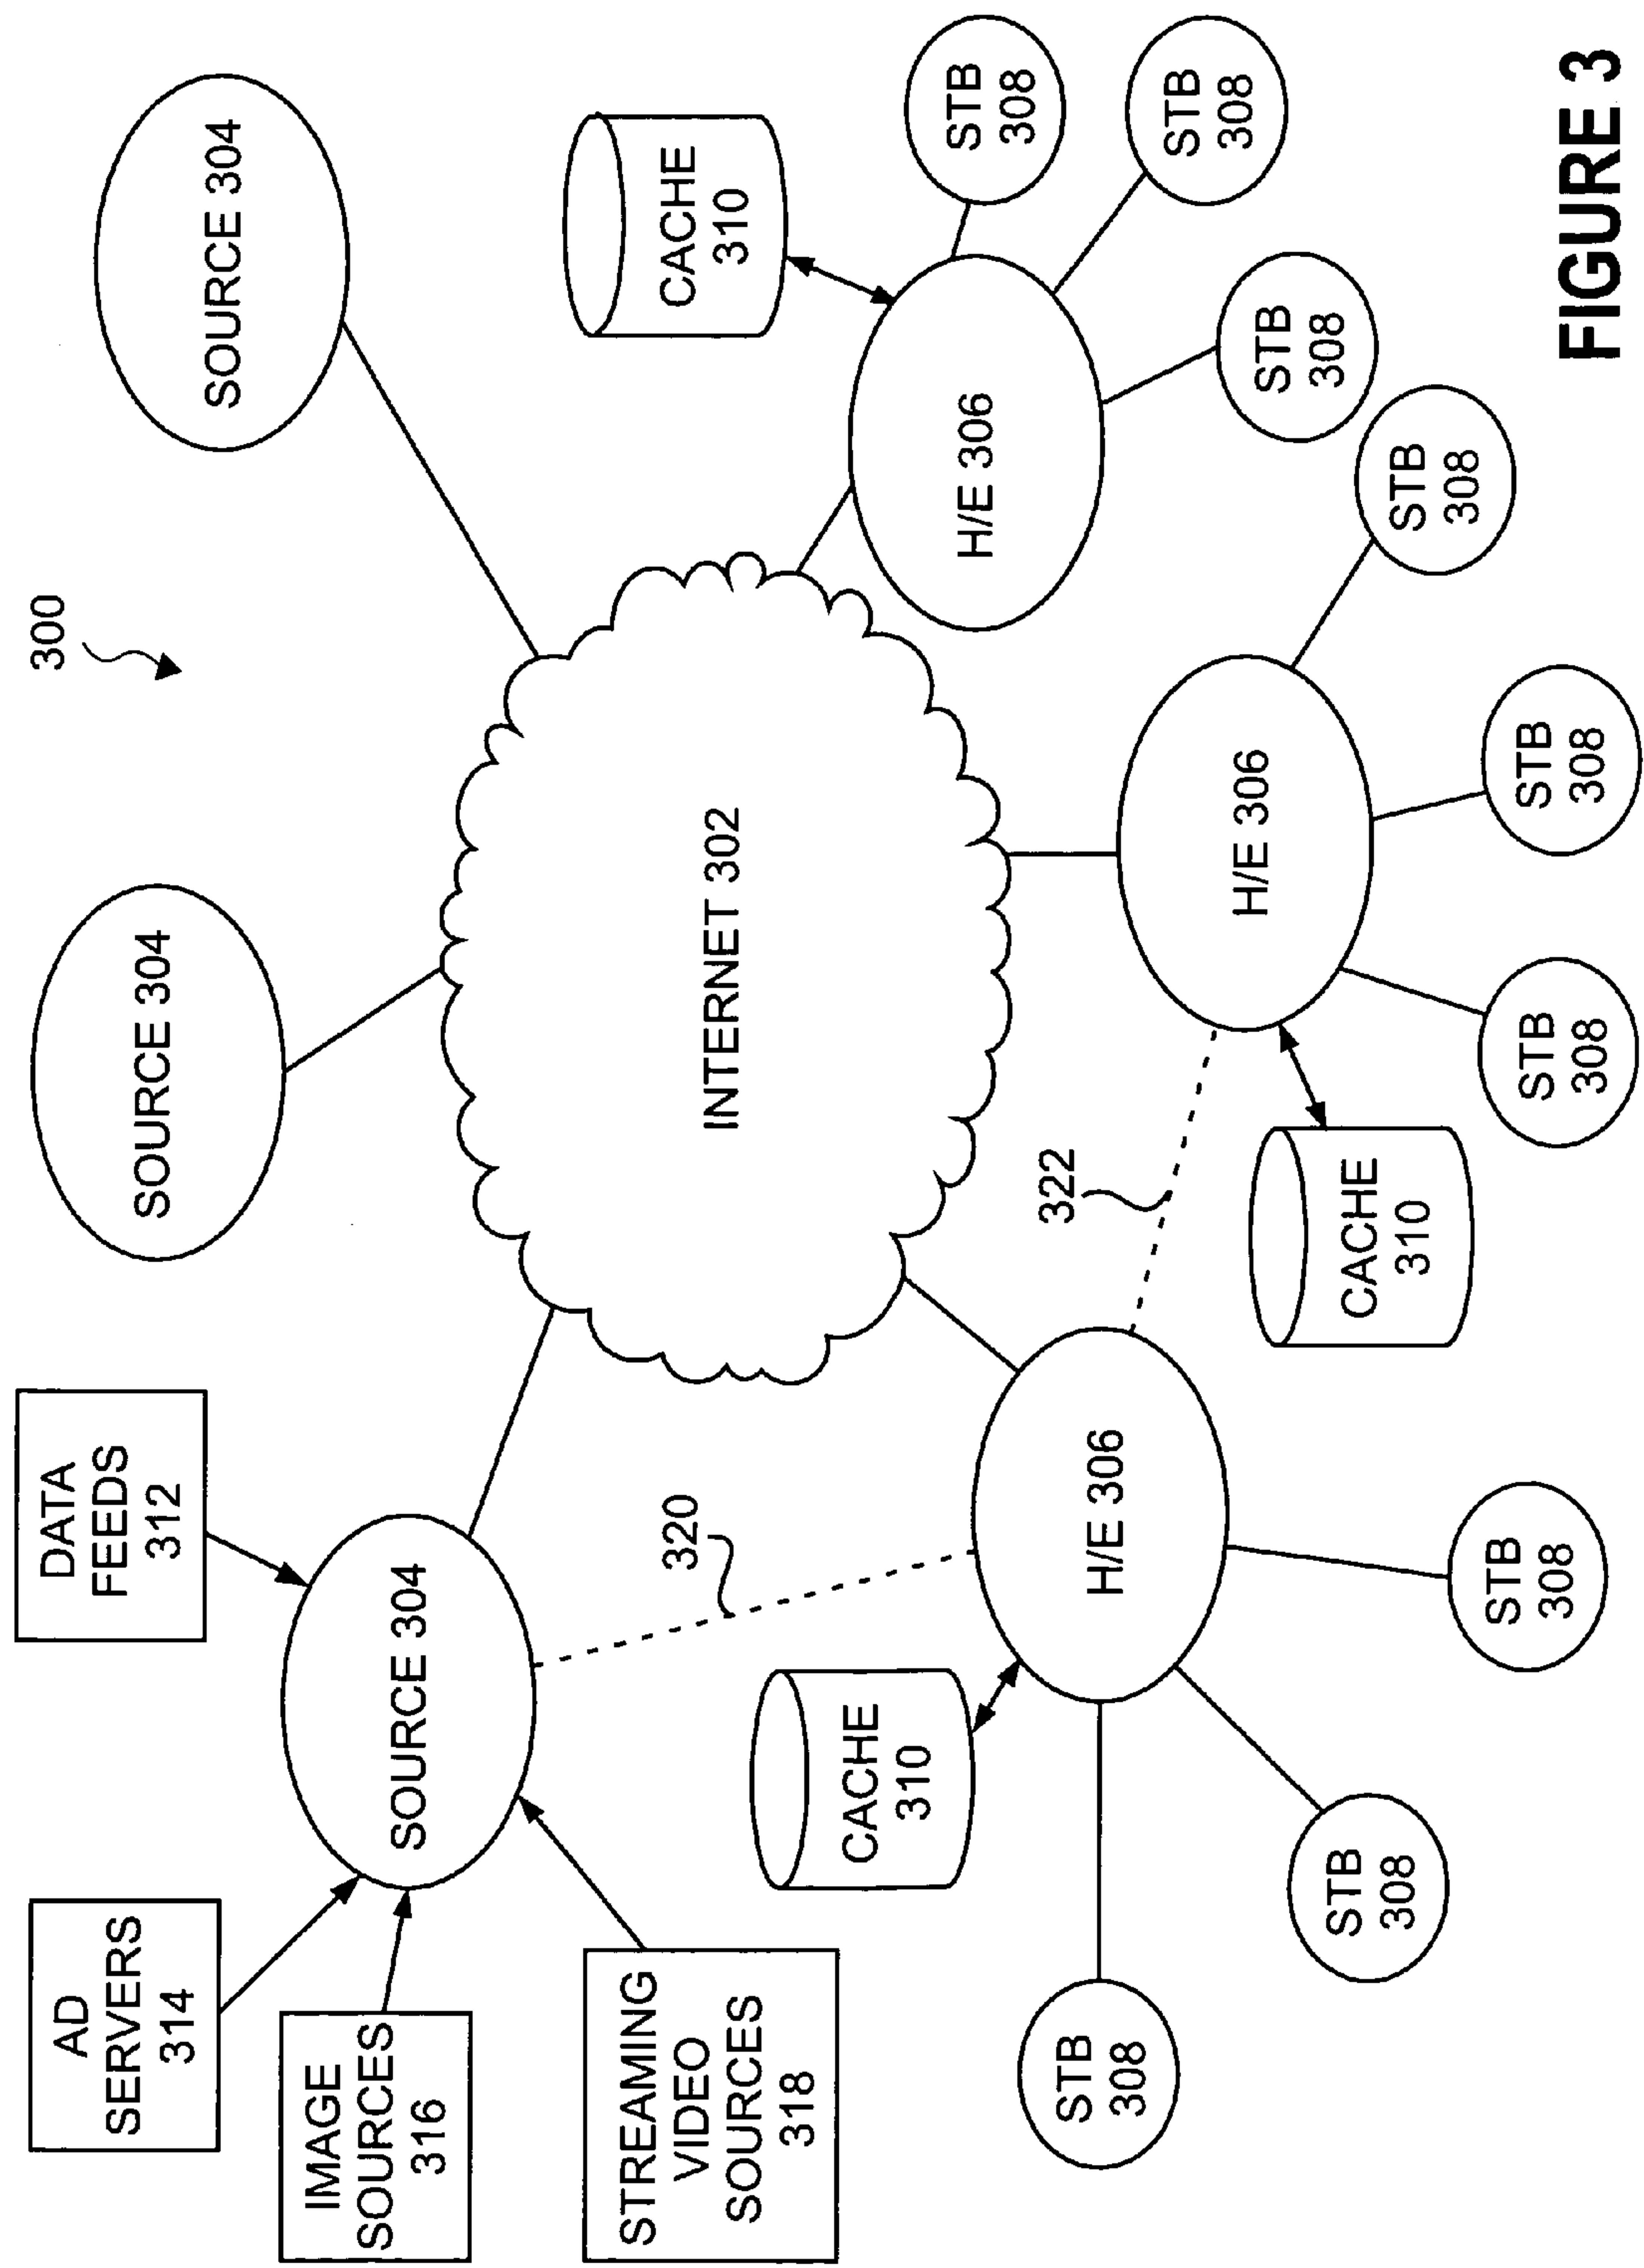 300
DATA
FEEDS
312
AD
SERVERS
314
IMAGE
SOURCES
316
STREAMING
VIDEO
SOURCES
318
SOURCE 304
SOURCE 304
SOURCE 304
INTERNET 302
320
322
CACHE
310
H/E 306
STB
308
STB
308
STB
308
CACHE
310
H/E 306
STB
308
STB
308
STB
308
CACHE
310
H/E 306
STB
308
STB
308
STB
308
FIGURE 3